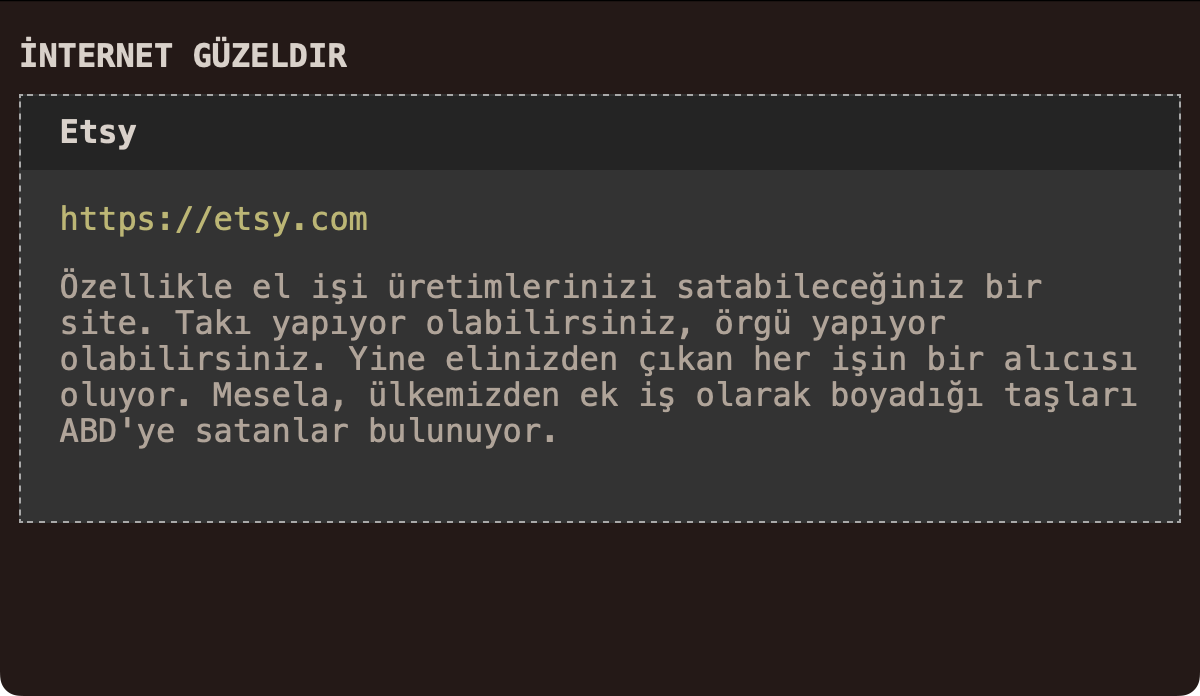 İNTERNET GÜZELDIR
Etsy
https://etsy.com
Özellikle el işi üretimlerinizi satabileceğiniz bir
site. Takı yapıyor olabilirsiniz, örgü yapıyor
olabilirsiniz. Yine elinizden çıkan her işin bir alıcısı
oluyor. Mesela, ülkemizden ek iş olarak boyadığı taşları
ABD'ye satanlar bulunuyor.